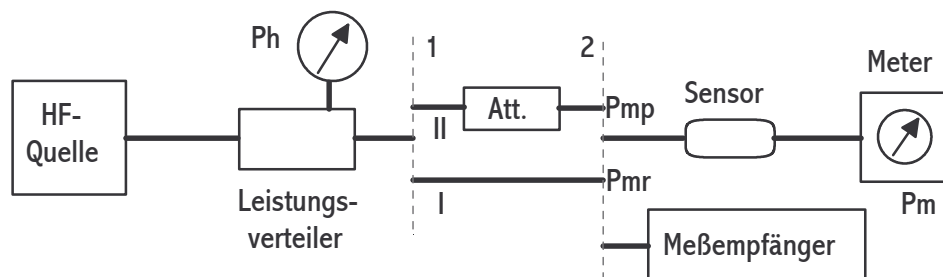 Ph
1
2
Meter
HF-
Quelle
Att.
Pmp
Sensor
II
Leistungs-
verteiler
I
Pmr
Pm
Meßempfänger